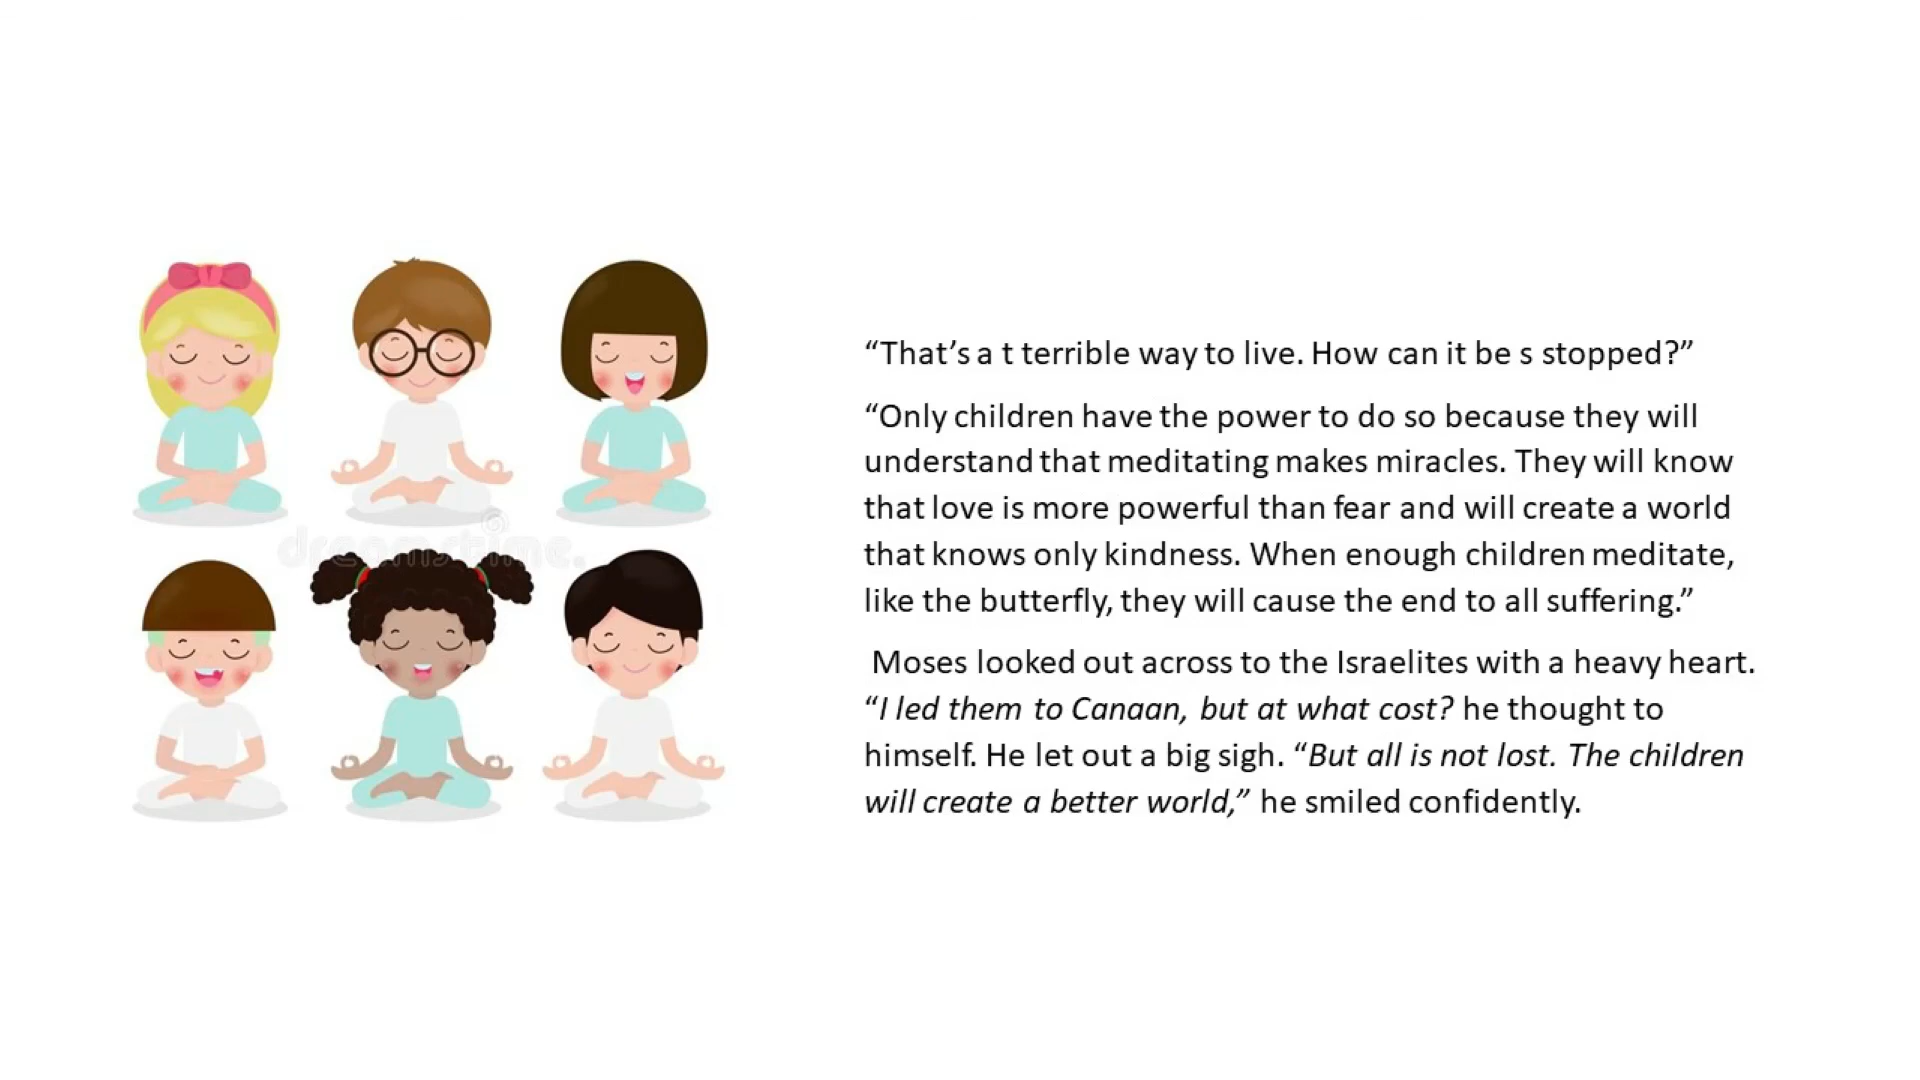 dreamstime.
“That’s a t terrible way to live. How can it be s stopped?”
“Only children have the power to do so because they will
understand that meditating makes miracles. They will know
that love is more powerful than fear and will create a world
that knows only kindness. When enough children meditate,
like the butterfly, they will cause the end to all suffering.”
Moses looked out across to the Israelites with a heavy heart.
“I led them to Canaan, but at what cost? he thought to
himself. He let out a big sigh. “But all is not lost. The children
will create a better world,” he smiled confidently.